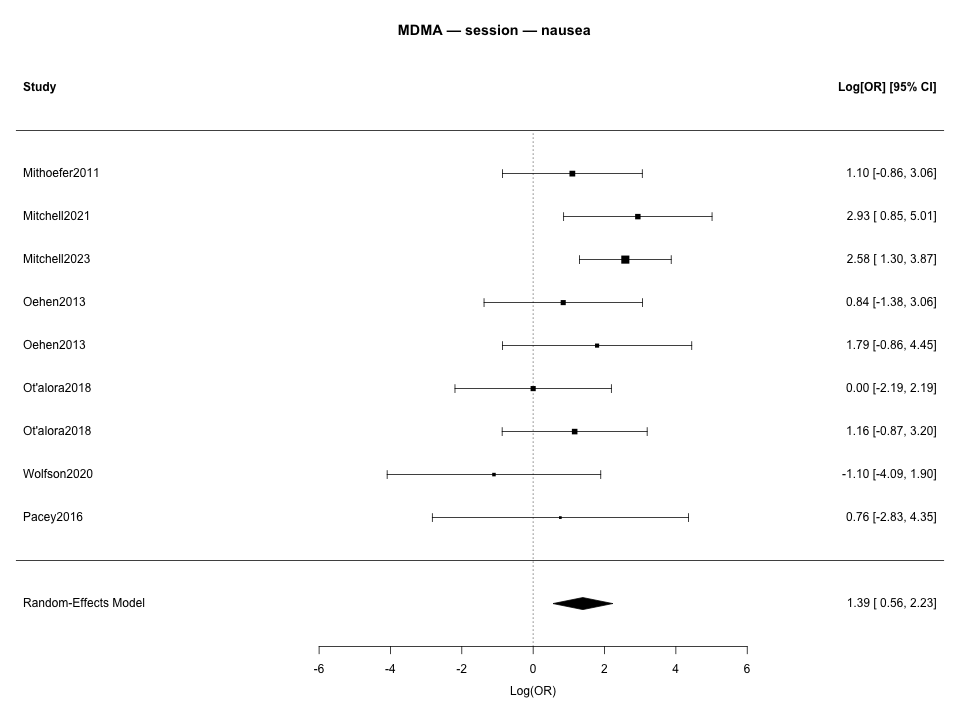 MDMA — session — nausea
Study Log[OR] [95% CI]
Mithoefer2011 1.10 [-0.86, 3.06]
Mitchell2021 2.93 [ 0.85, 5.01]
Mitchell2023 2.58 [ 1.30, 3.87]
Oehen2013 0.84 [-1.38, 3.06]
Oehen2013 1.79 [-0.86, 4.45]
Ot'alora2018 0.00 [-2.19, 2.19]
Ot'alora2018 1.16 [-0.87, 3.20]
Wolfson2020 -1.10 [-4.09, 1.90]
Pacey2016 0.76 [-2.83, 4.35]
Random-Effects Model 1.39 [ 0.56, 2.23]
-6 -4 -2 0 2 4 6
Log(OR)